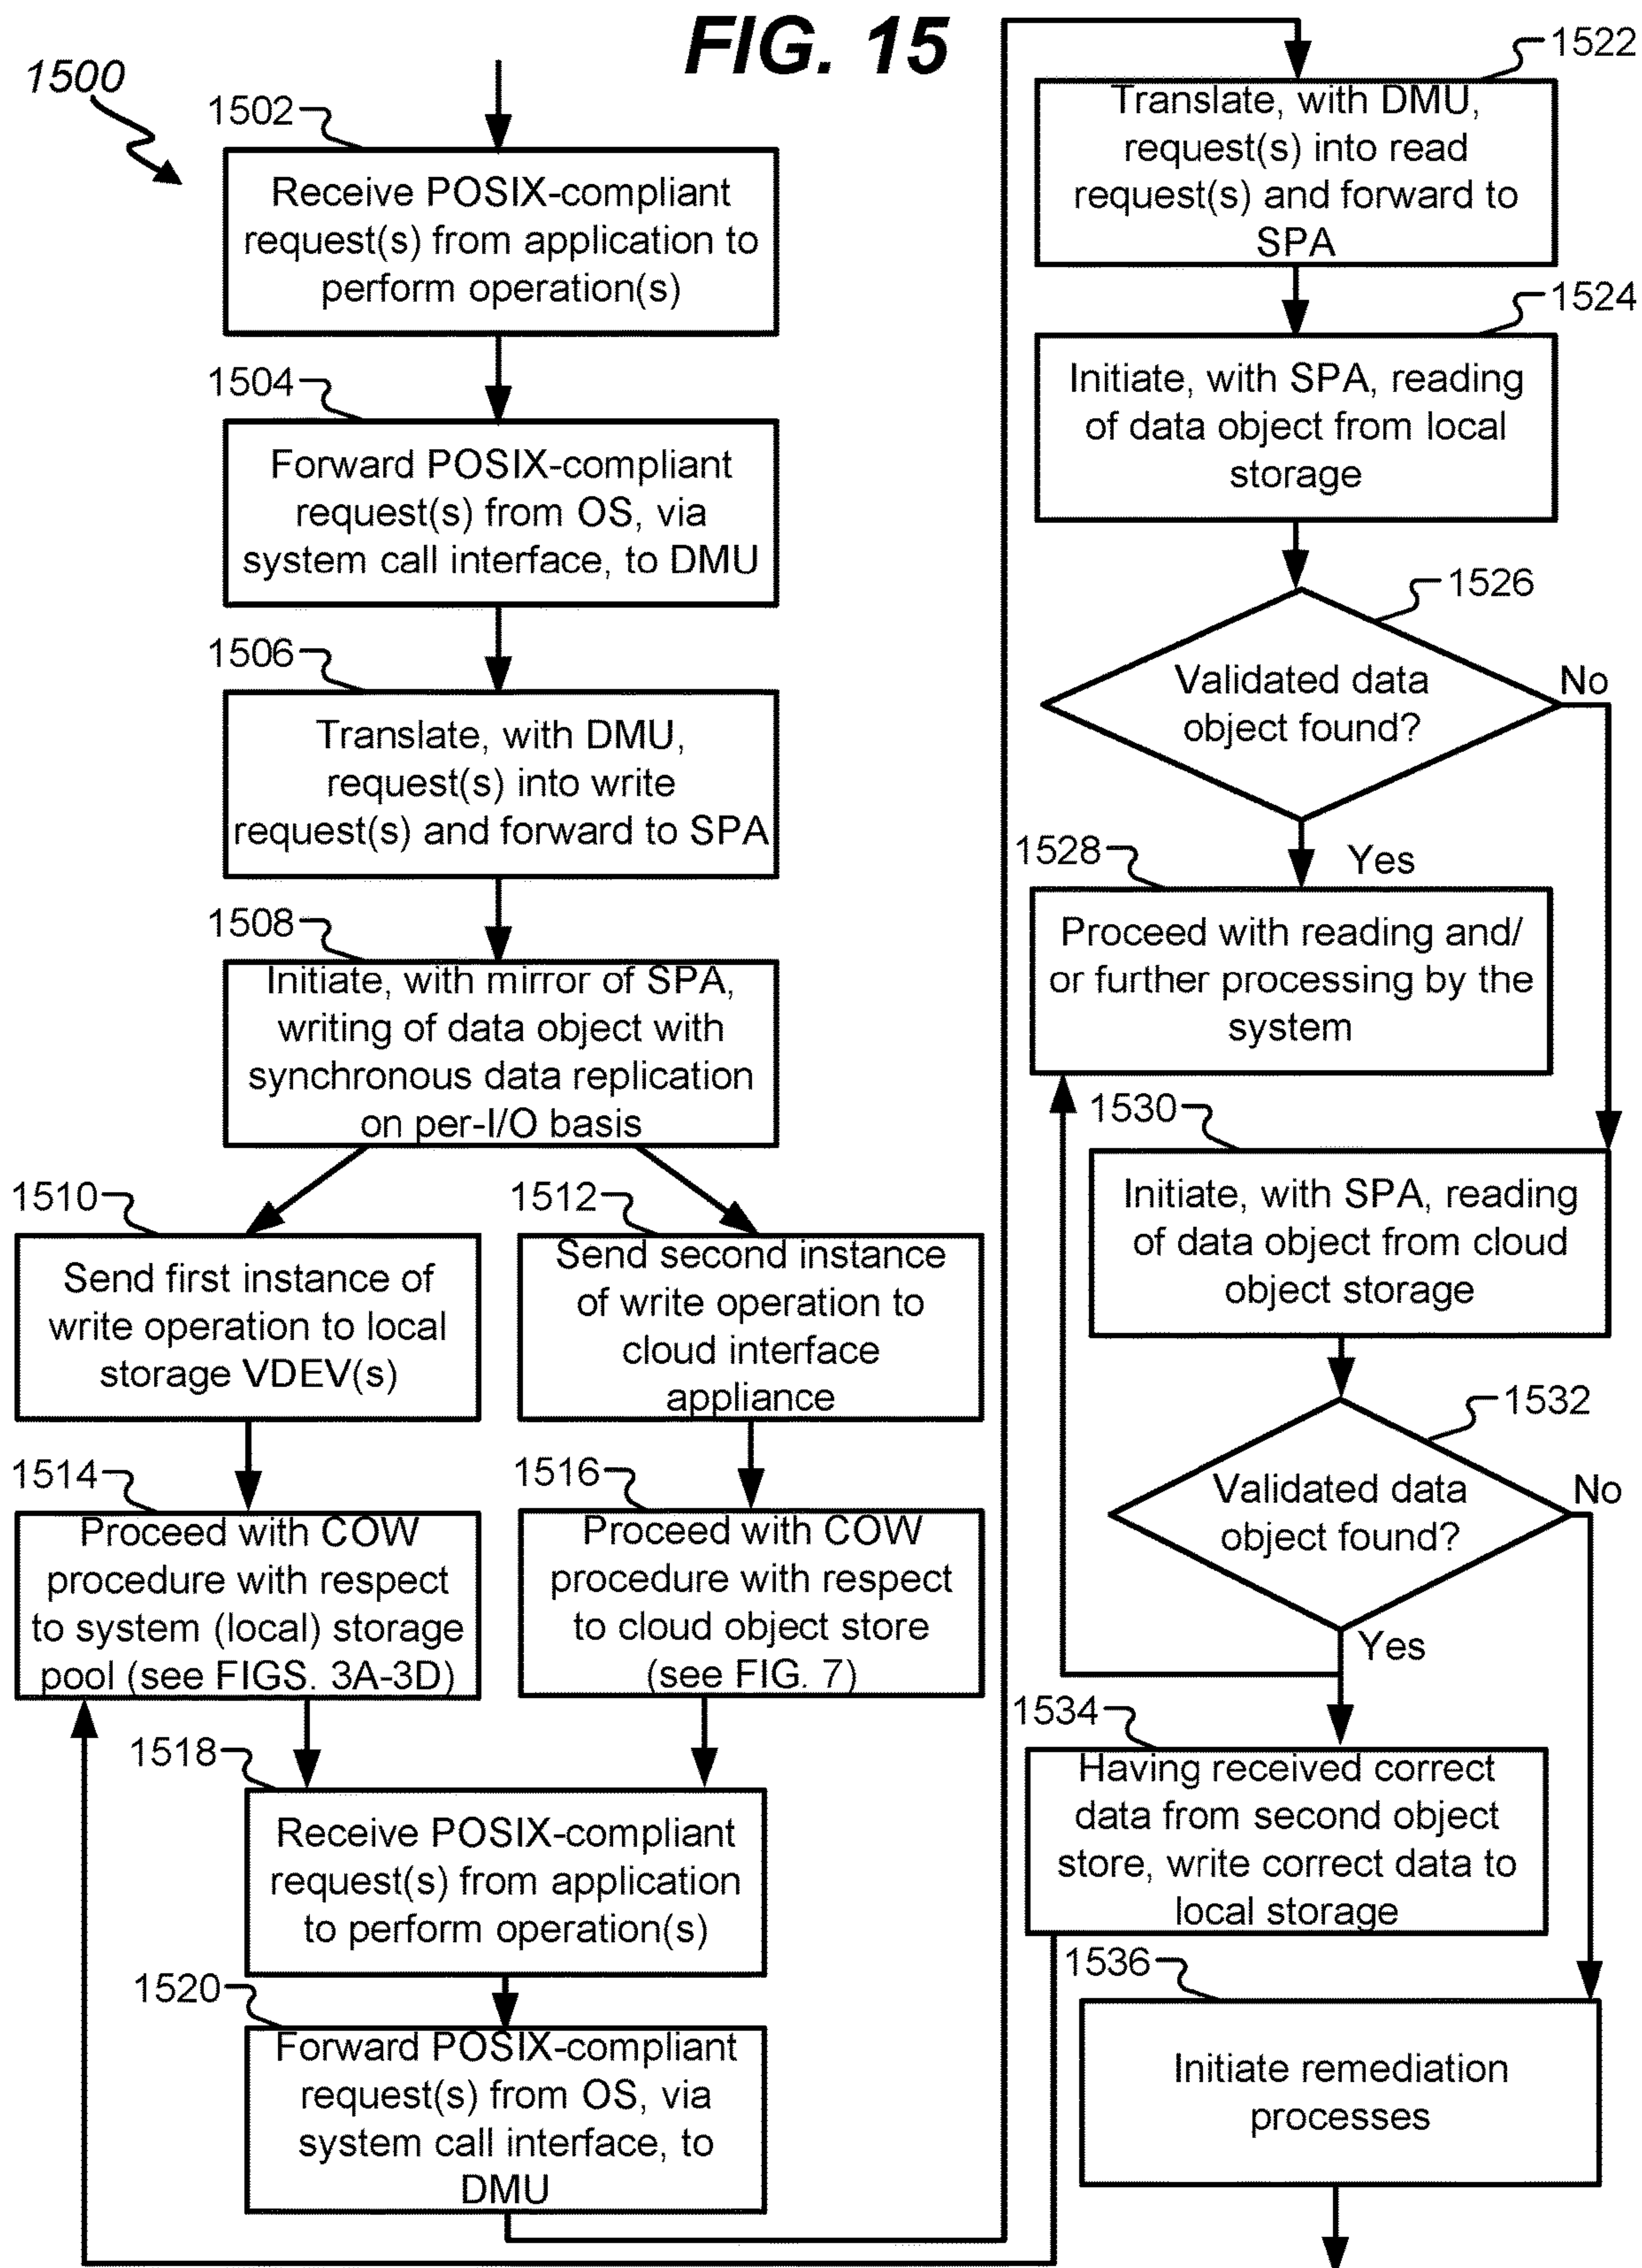 FIG. 15
1500
1502
Receive POSIX-compliant
request(s) from application to
perform operation(s)
1504
Forward POSIX-compliant
request(s) from OS, via
system call interface, to DMU
1506
Translate, with DMU,
request(s) into write
request(s) and forward to SPA
1508
Initiate, with mirror of SPA,
writing of data object with
synchronous data replication
on per-I/O basis
1510
Send first instance of
write operation to local
storage VDEV(s)
1512
Send second instance
of write operation to
cloud interface
appliance
1514
Proceed with COW
procedure with respect
to system (local) storage
pool (see FIGS. 3A-3D)
1516
Proceed with COW
procedure with respect
to cloud object store
(see FIG. 7)
1518
Receive POSIX-compliant
request(s) from application
to perform operation(s)
1520
Forward POSIX-compliant
request(s) from OS, via
system call interface, to
DMU
1522
Translate, with DMU,
request(s) into read
request(s) and forward to
SPA
1524
Initiate, with SPA, reading
of data object from local
storage
1526
Validated data
object found?
No
Yes
1528
Proceed with reading and/
or further processing by the
system
1530
Initiate, with SPA, reading
of data object from cloud
object storage
1532
Validated data
object found?
No
Yes
1534
Having received correct
data from second object
store, write correct data to
local storage
1536
Initiate remediation
processes